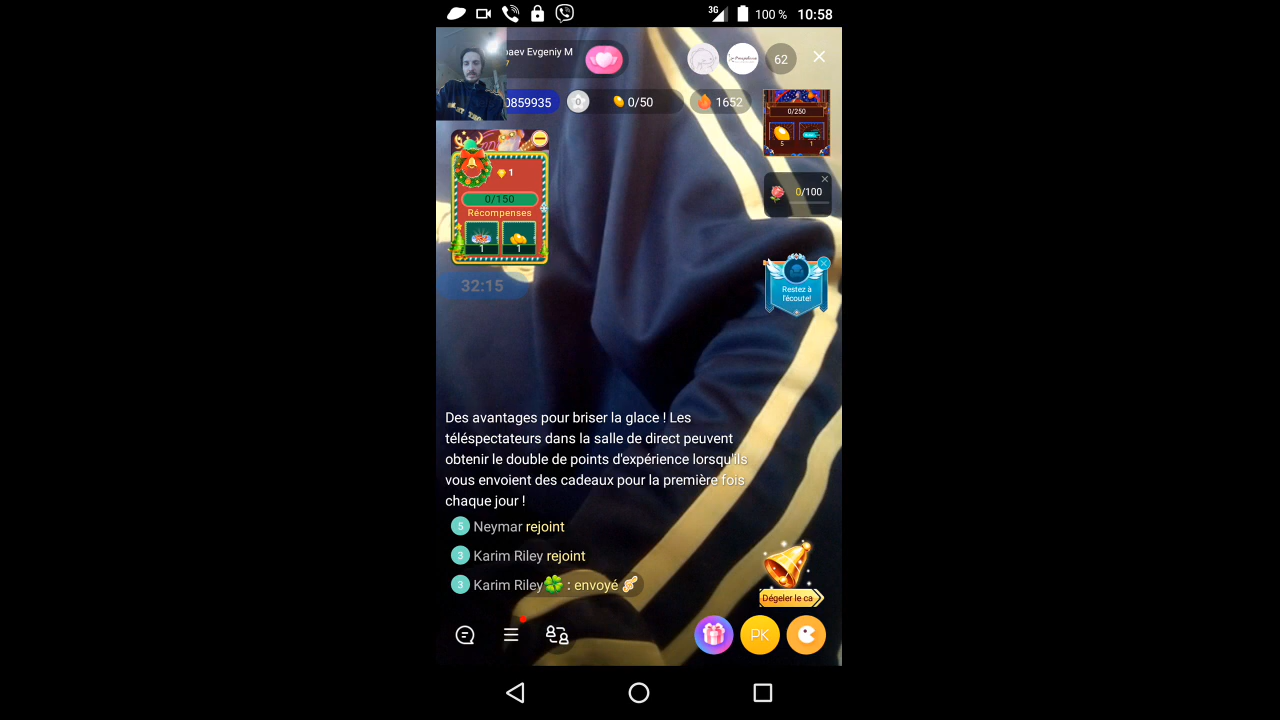 3G 100 % 10:58
baev Evgeniy M
62
0859935
0
0/50
1652
0/250
5 1
1
0/150
Récompenses
1 1
0/100
32:15
Restez à
l'écoute!
Des avantages pour briser la glace ! Les
téléspectateurs dans la salle de direct peuvent
obtenir le double de points d'expérience lorsqu'ils
vous envoient des cadeaux pour la première fois
chaque jour !
5 Neymar rejoint
3 Karim Riley rejoint
3 Karim Riley🍀 : envoyé
Dégeler le ca
PK